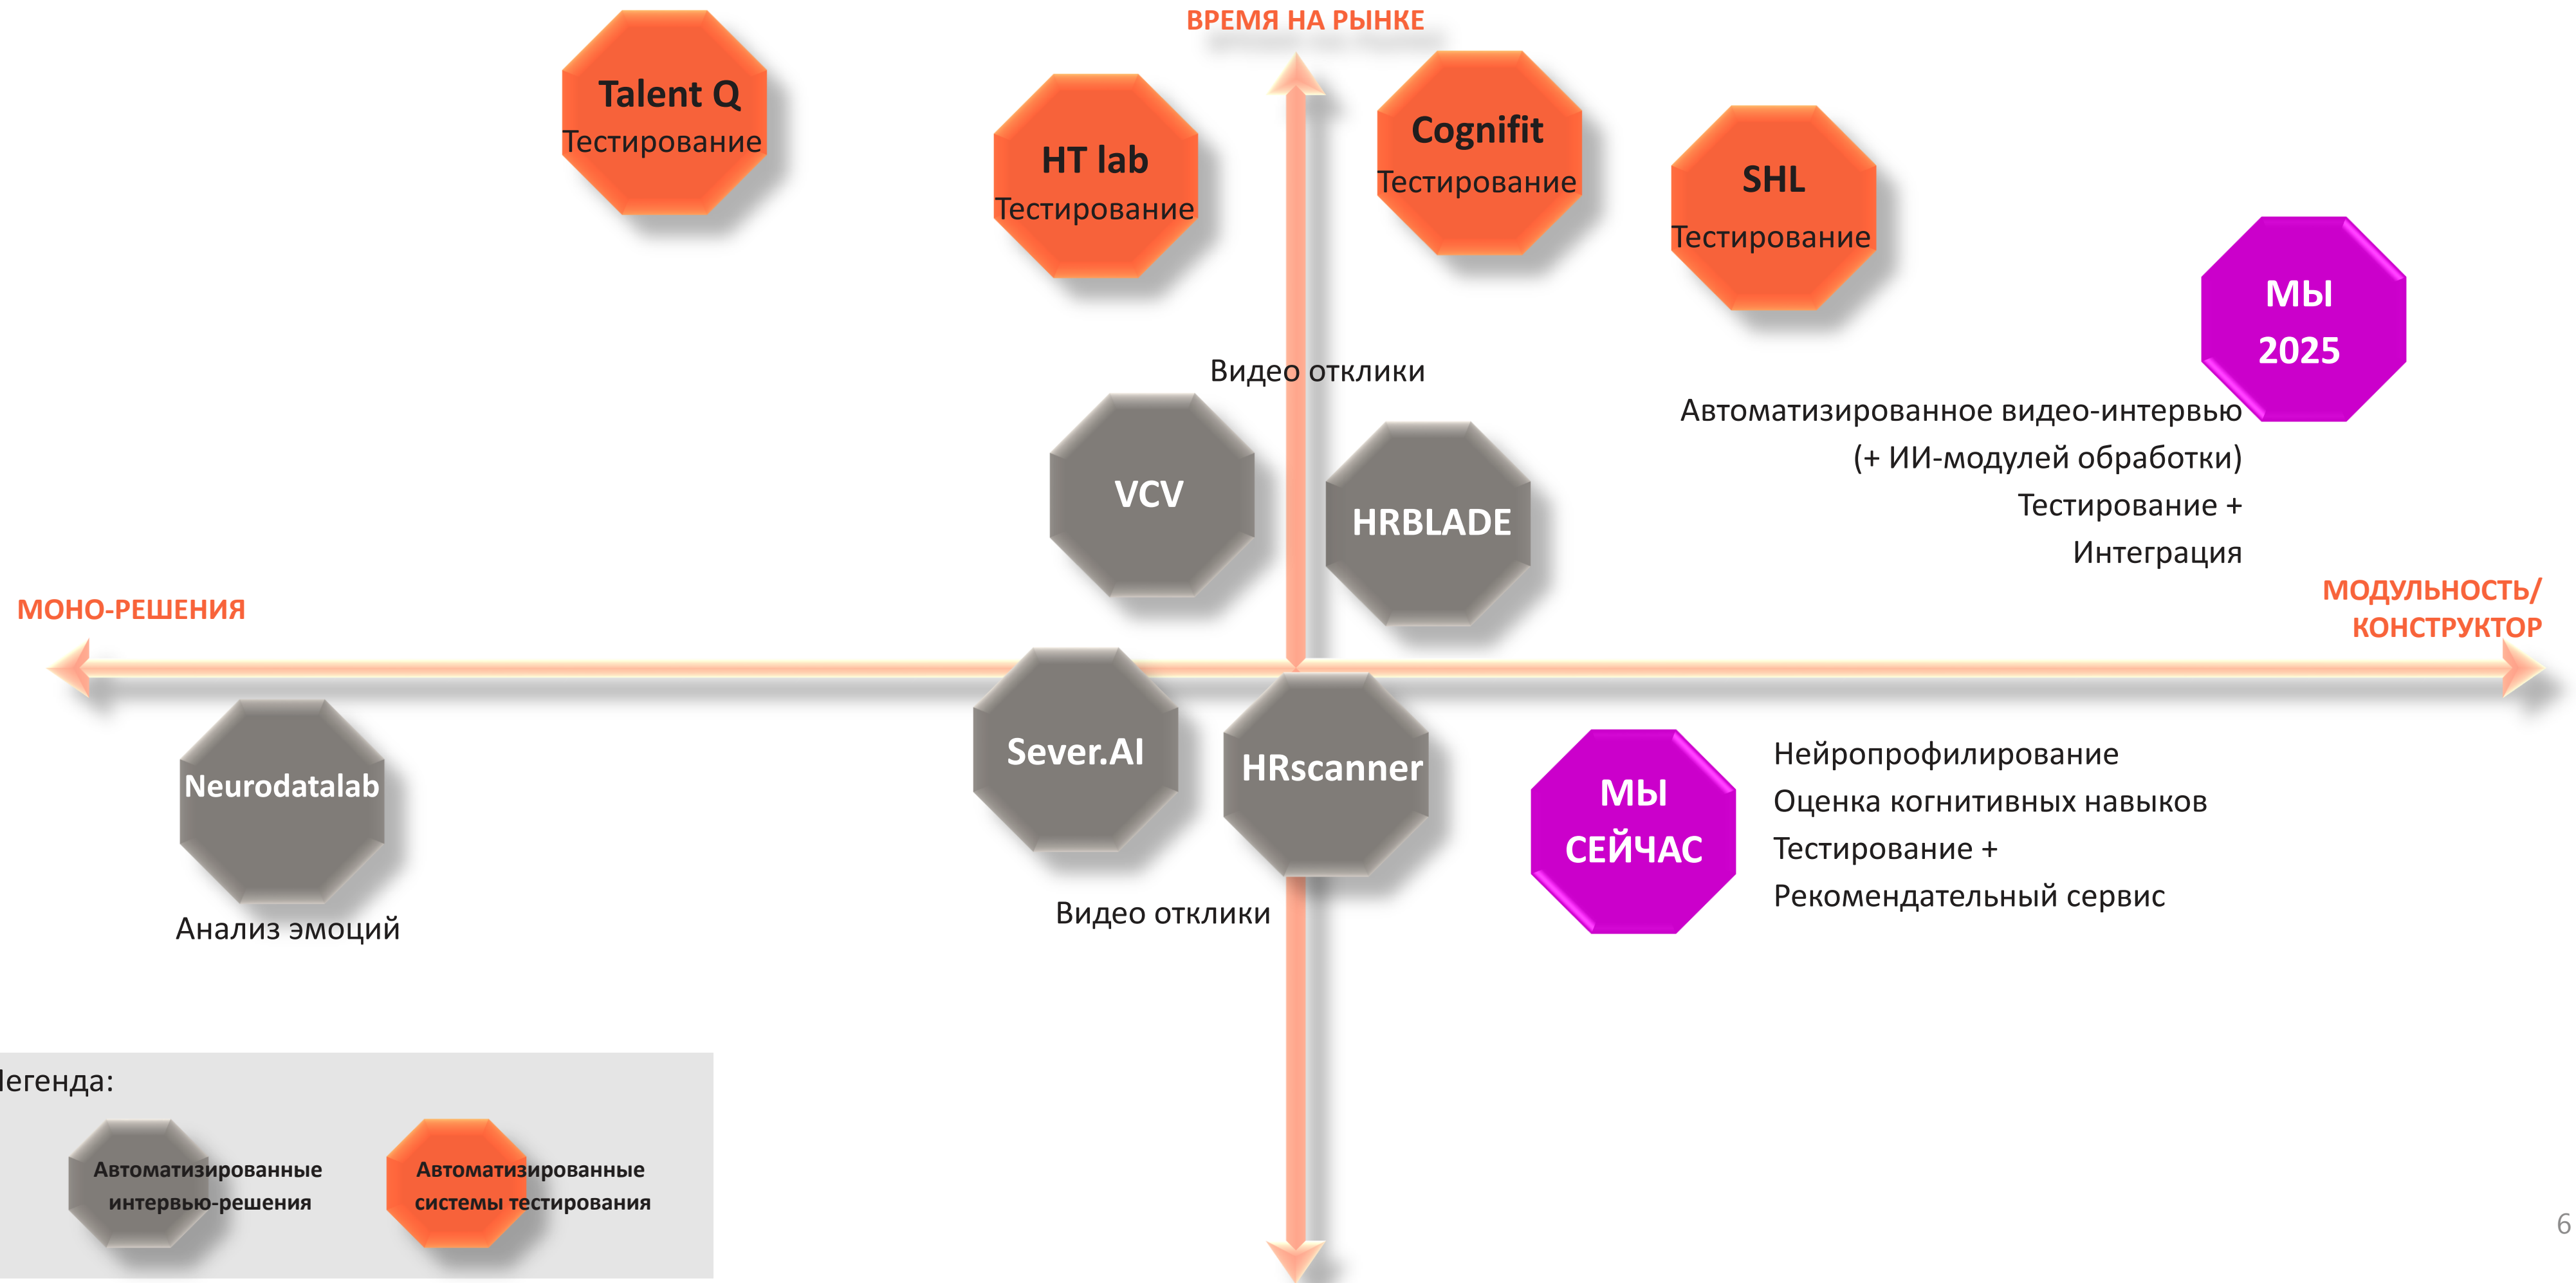 ВРЕМЯ НА РЫНКЕ
Talent Q
Тестирование
HT lab
Тестирование
Cognifit
Тестирование
SHL
Тестирование
МЫ
2025
Видео отклики
VCV
HRBLADE
Автоматизированное видео-интервью
(+ ИИ-модулей обработки)
Тестирование +
Интеграция
МОНО-РЕШЕНИЯ
МОДУЛЬНОСТЬ/
КОНСТРУКТОР
Neurodatalab
Анализ эмоций
Sever.AI
HRscanner
Видео отклики
МЫ
СЕЙЧАС
Нейропрофилирование
Оценка когнитивных навыков
Тестирование +
Рекомендательный сервис
Легенда:
Автоматизированные
интервью-решения
Автоматизированные
системы тестирования
6